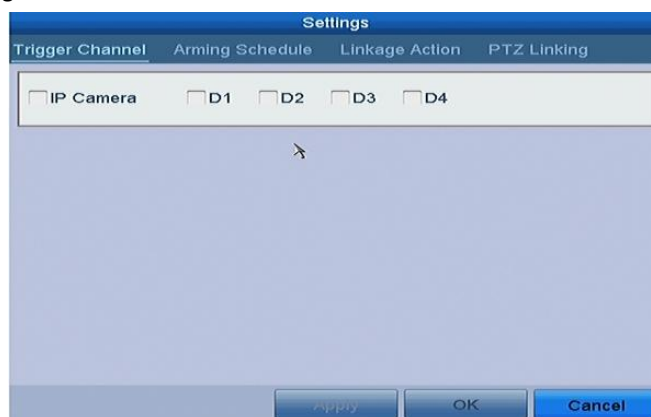 Settings
Trigger Channel Arming Schedule Linkage Action PTZ Linking
IP Camera D1 D2 D3 D4
Apply OK Cancel